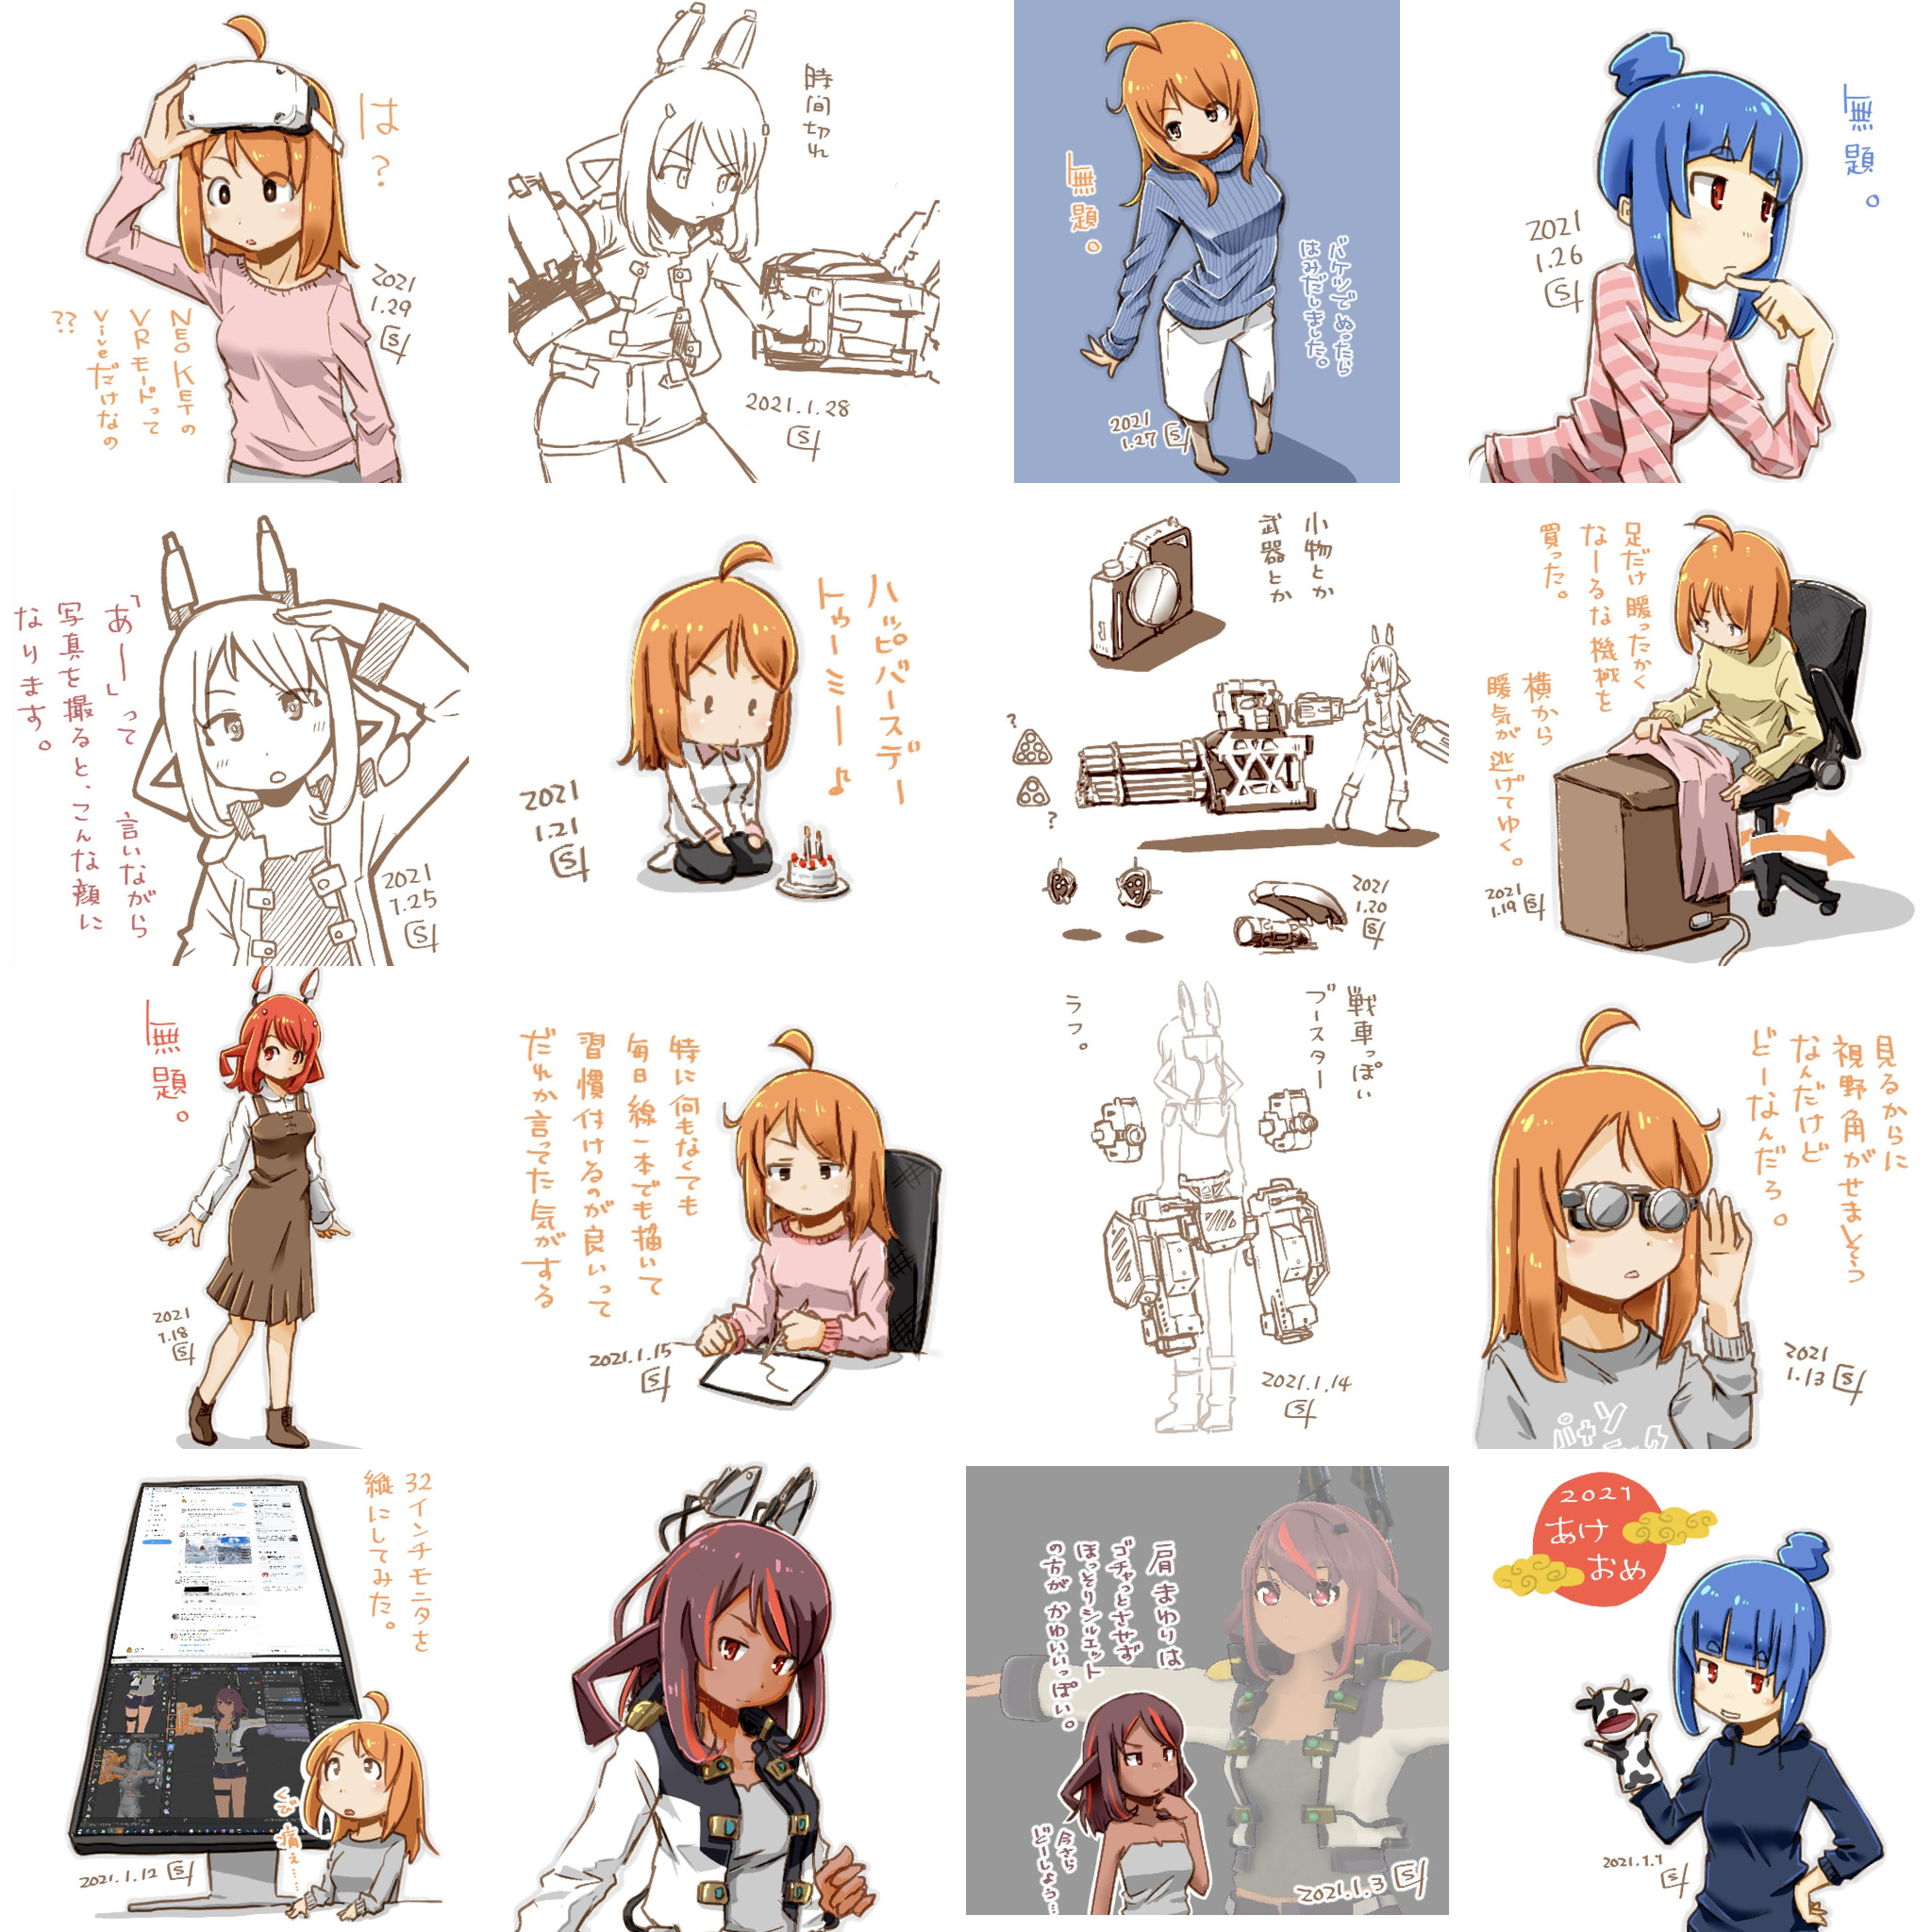 は?
2021
1.29
NEO KETの
VRモードって
Viveだけなの
??
時間切れ
2021.1.28
無題。
バケツでぬったら
はみだしました。
2021
1.27
無題。
2021
1.26
「あー」って 言いながら
写真を撮ると、こんな顔に
なります。
2021
1.25
ハッピバースデー
トゥーミー♪
2021
1.21
小物とか
武器とか
?
?
2021
1.20
足だけ暖ったかく
なーるな機械を
買った。
横から
暖気が逃げてゆく。
2021
1.19
無題。
2021
1.18
特に何もなくても
毎日線一本でも描いて
習慣付けるのが良いって
だれか言ってた気がする
2021.1.15
戦車っぽい
ブースター
ラフ。
2021.1.14
見るからに
視野角がせまそう
なんだけど
どーなんだろ。
2021
1.13
32インチモニタを
縦にしてみた。
くび
痛ぇ……
2021.1.12
肩まわりは
ゴチャっとさせず
ほっそりシルエット
の方が かゆいいっぽい。
今さら
どーしよう…
2021.1.3
2021
あけ
おめ
2021.1.1